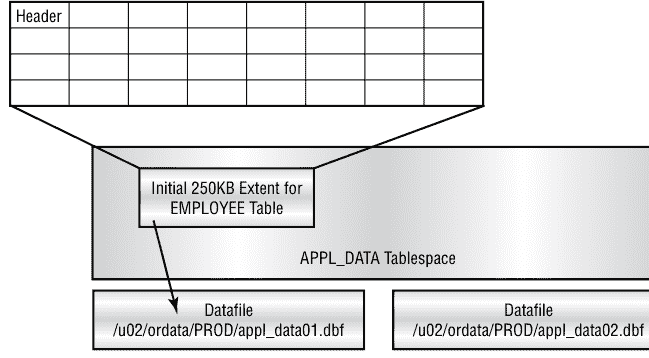 Header
Initial 250KB Extent for
EMPLOYEE Table
APPL_DATA Tablespace
Datafile
/u02/ordata/PROD/appl_data01.dbf
Datafile
/u02/ordata/PROD/appl_data02.dbf